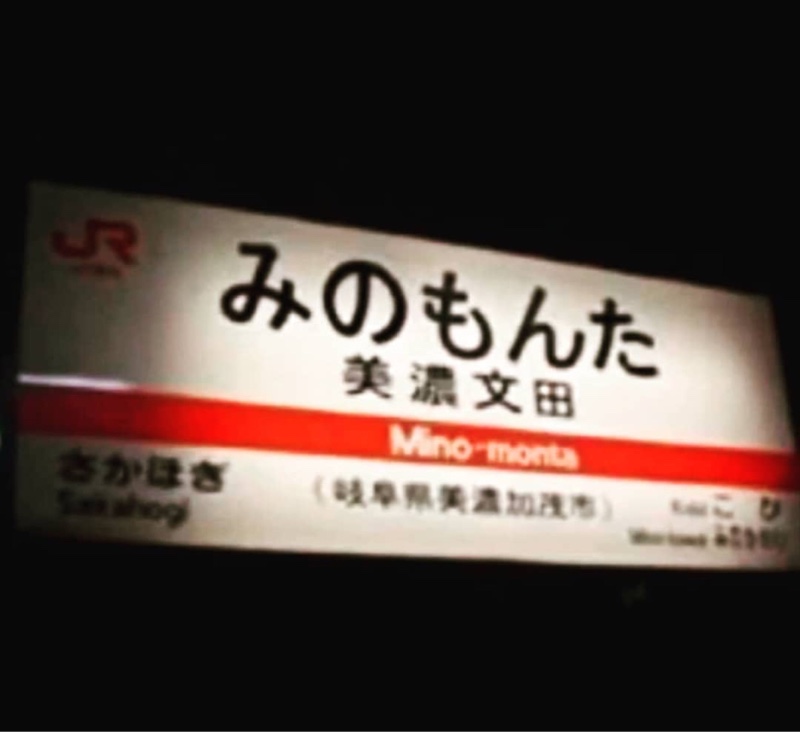 JR
みのもんた
美濃文田
Mino-monta
さかほぎ
Sakahogi
(岐阜県美濃加茂市)
こび